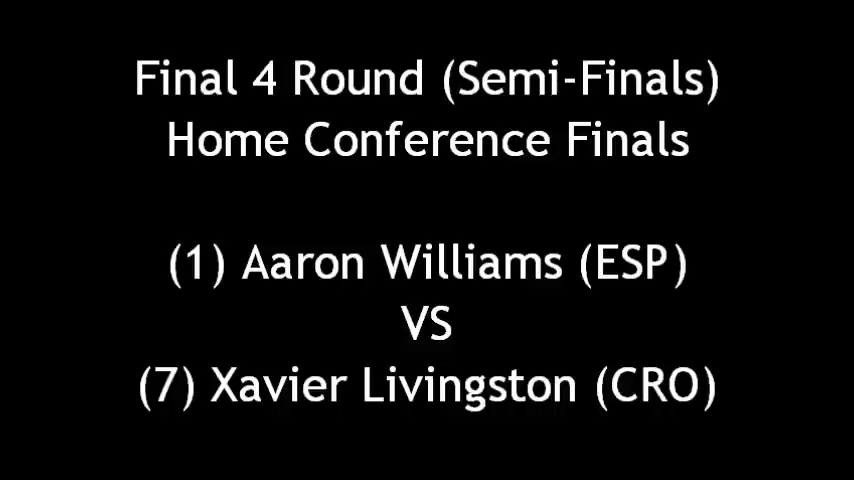 Final 4 Round (Semi-Finals)
Home Conference Finals
(1) Aaron Williams (ESP)
VS
(7) Xavier Livingston (CRO)